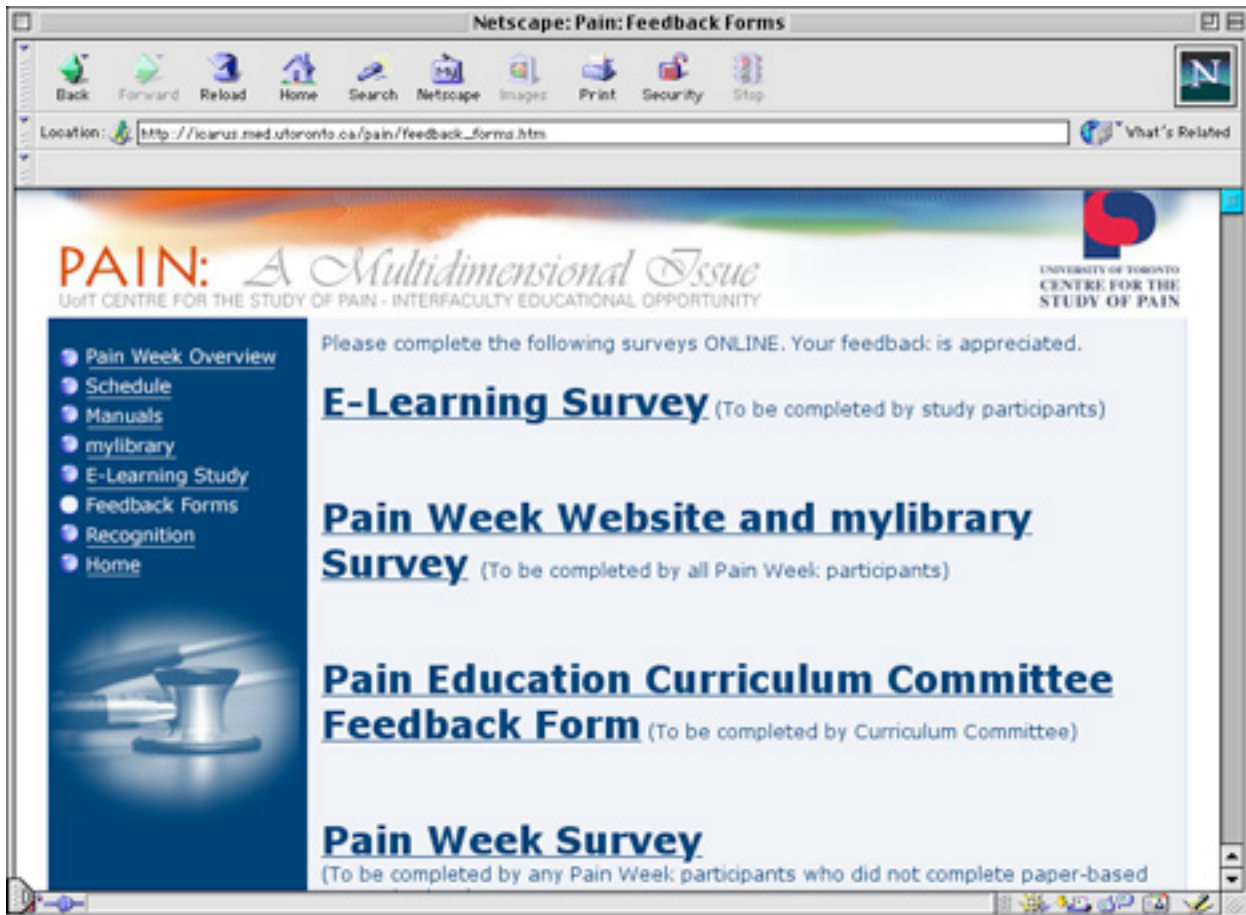 Netscape: Pain: Feedback Forms
Back Forward Reload Home Search Netscape Images Print Security Stop
Location: http://icarus.med.utoronto.ca/pain/feedback_forms.htm What's Related
PAIN: A Multidimensional Issue
UofT CENTRE FOR THE STUDY OF PAIN - INTERFACULTY EDUCATIONAL OPPORTUNITY
UNIVERSITY OF TORONTO
CENTRE FOR THE
STUDY OF PAIN
Pain Week Overview
Schedule
Manuals
mylibrary
E-Learning Study
Feedback Forms
Recognition
Home
Please complete the following surveys ONLINE. Your feedback is appreciated.
E-Learning Survey (To be completed by study participants)
Pain Week Website and mylibrary
Survey (To be completed by all Pain Week participants)
Pain Education Curriculum Committee
Feedback Form (To be completed by Curriculum Committee)
Pain Week Survey
(To be completed by any Pain Week participants who did not complete paper-based